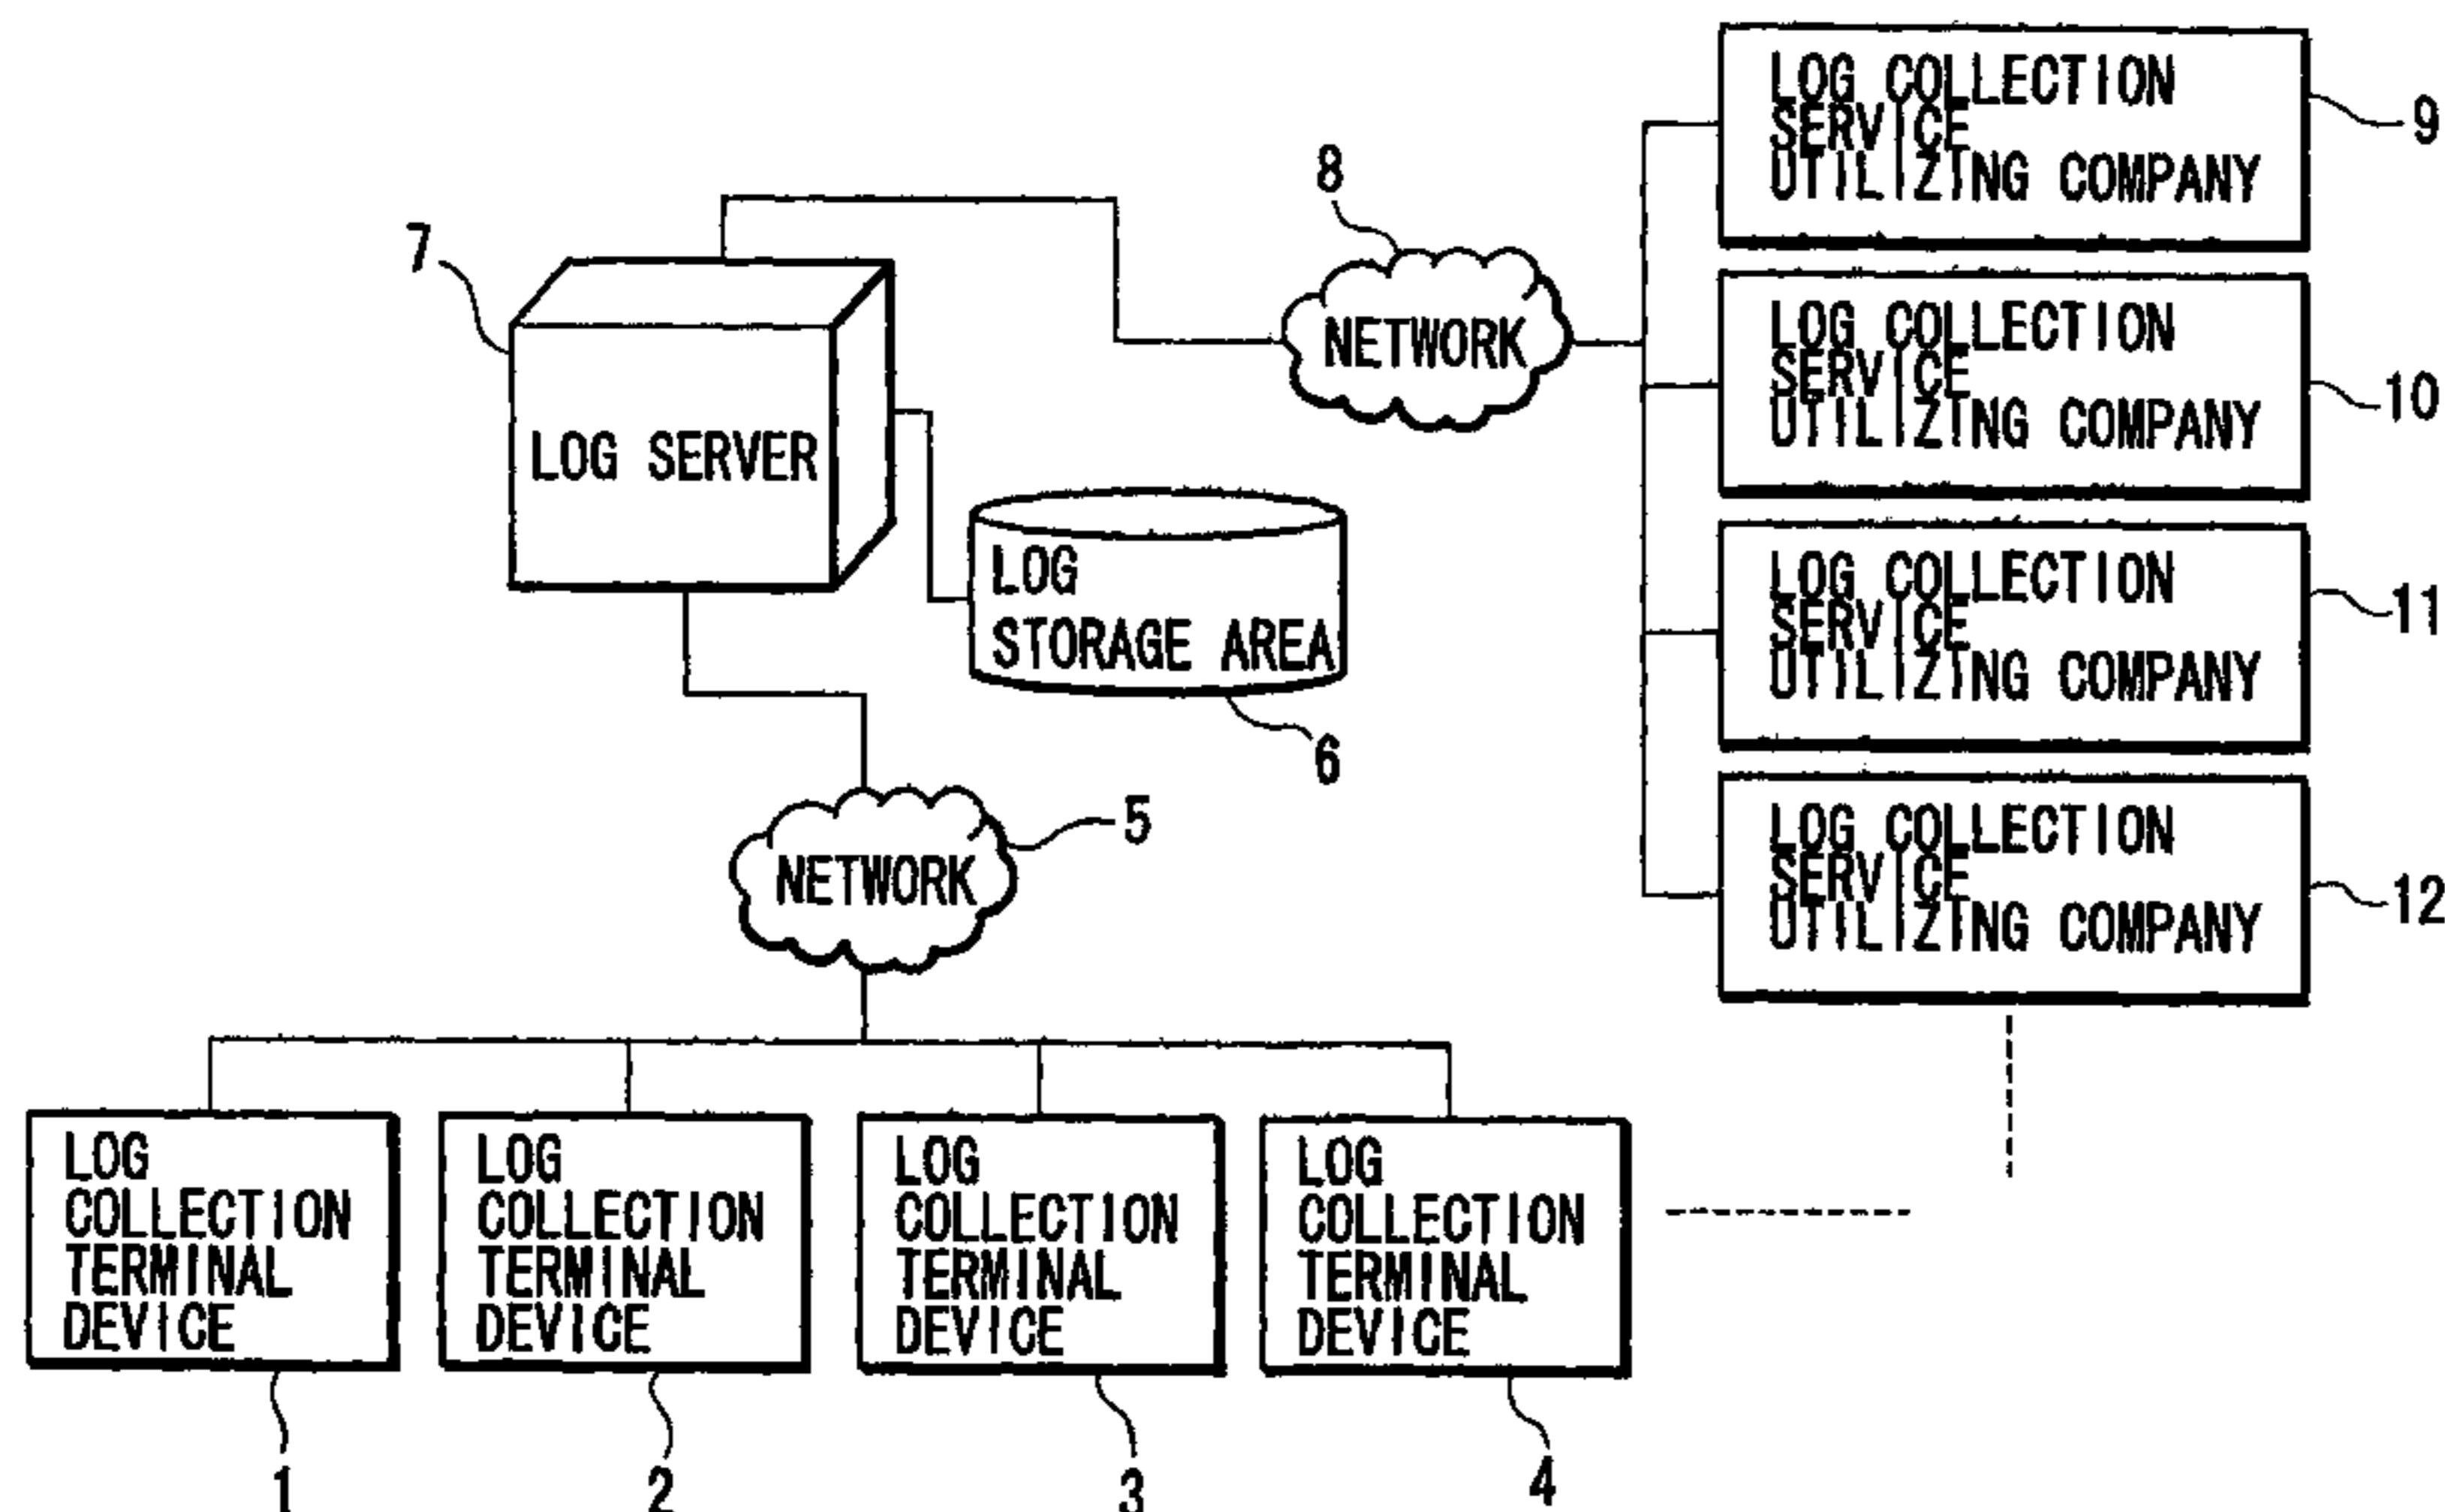 LOG COLLECTION
SERVICE
UTILIZING COMPANY
9
8
7
NETWORK
LOG COLLECTION
SERVICE
UTILIZING COMPANY
10
LOG SERVER
LOG
STORAGE AREA
6
LOG COLLECTION
SERVICE
UTILIZING COMPANY
11
5
NETWORK
LOG COLLECTION
SERVICE
UTILIZING COMPANY
12
LOG
COLLECTION
TERMINAL
DEVICE
1
LOG
COLLECTION
TERMINAL
DEVICE
2
LOG
COLLECTION
TERMINAL
DEVICE
3
LOG
COLLECTION
TERMINAL
DEVICE
4